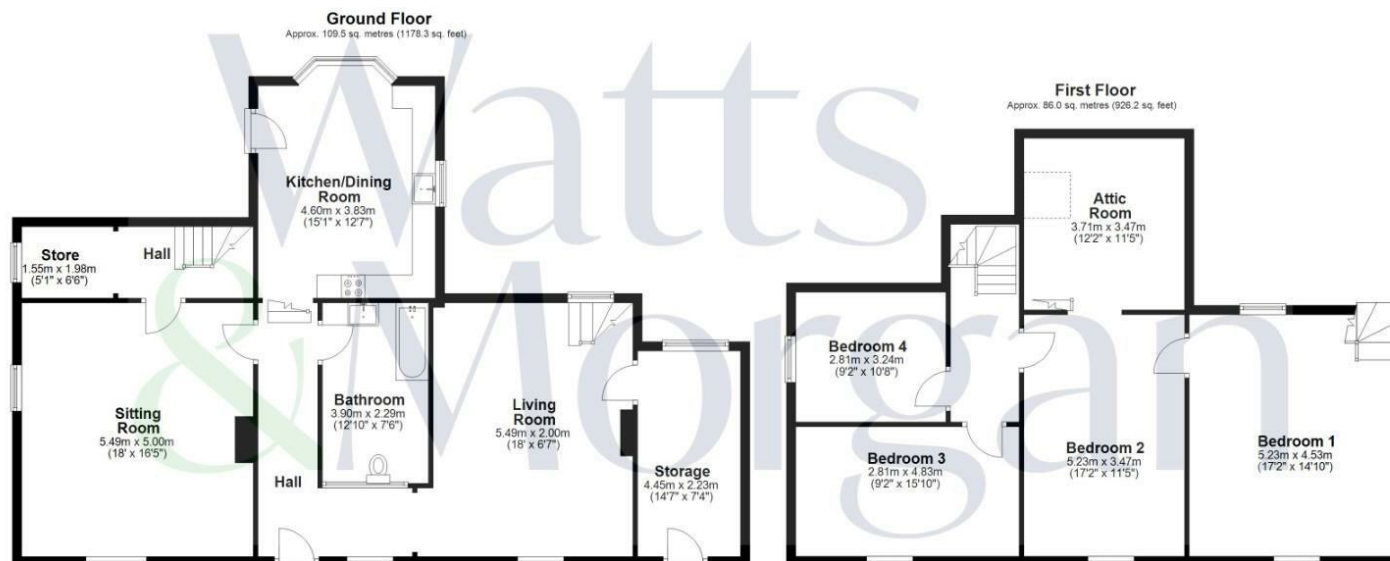 Ground Floor
Approx. 109.5 sq. metres (1178.3 sq. feet)
Kitchen/Dining
Room
4.60m x 3.83m
(15'1" x 12'7")
Store
1.55m x 1.98m
(5'1" x 6'6")
Hall
Sitting
Room
5.49m x 5.00m
(18' x 16'5")
Bathroom
3.90m x 2.29m
(12'10" x 7'6")
Living
Room
5.49m x 2.00m
(18' x 6'7")
Hall
Storage
4.45m x 2.23m
(14'7" x 7'4")
First Floor
Approx. 86.0 sq. metres (926.2 sq. feet)
Attic
Room
3.71m x 3.47m
(12'2" x 11'5")
Bedroom 4
2.81m x 3.24m
(9'2" x 10'8")
Bedroom 3
2.81m x 4.83m
(9'2" x 15'10")
Bedroom 2
5.23m x 3.47m
(17'2" x 11'5")
Bedroom 1
5.23m x 4.53m
(17'2" x 14'10")
Watts
& Morgan